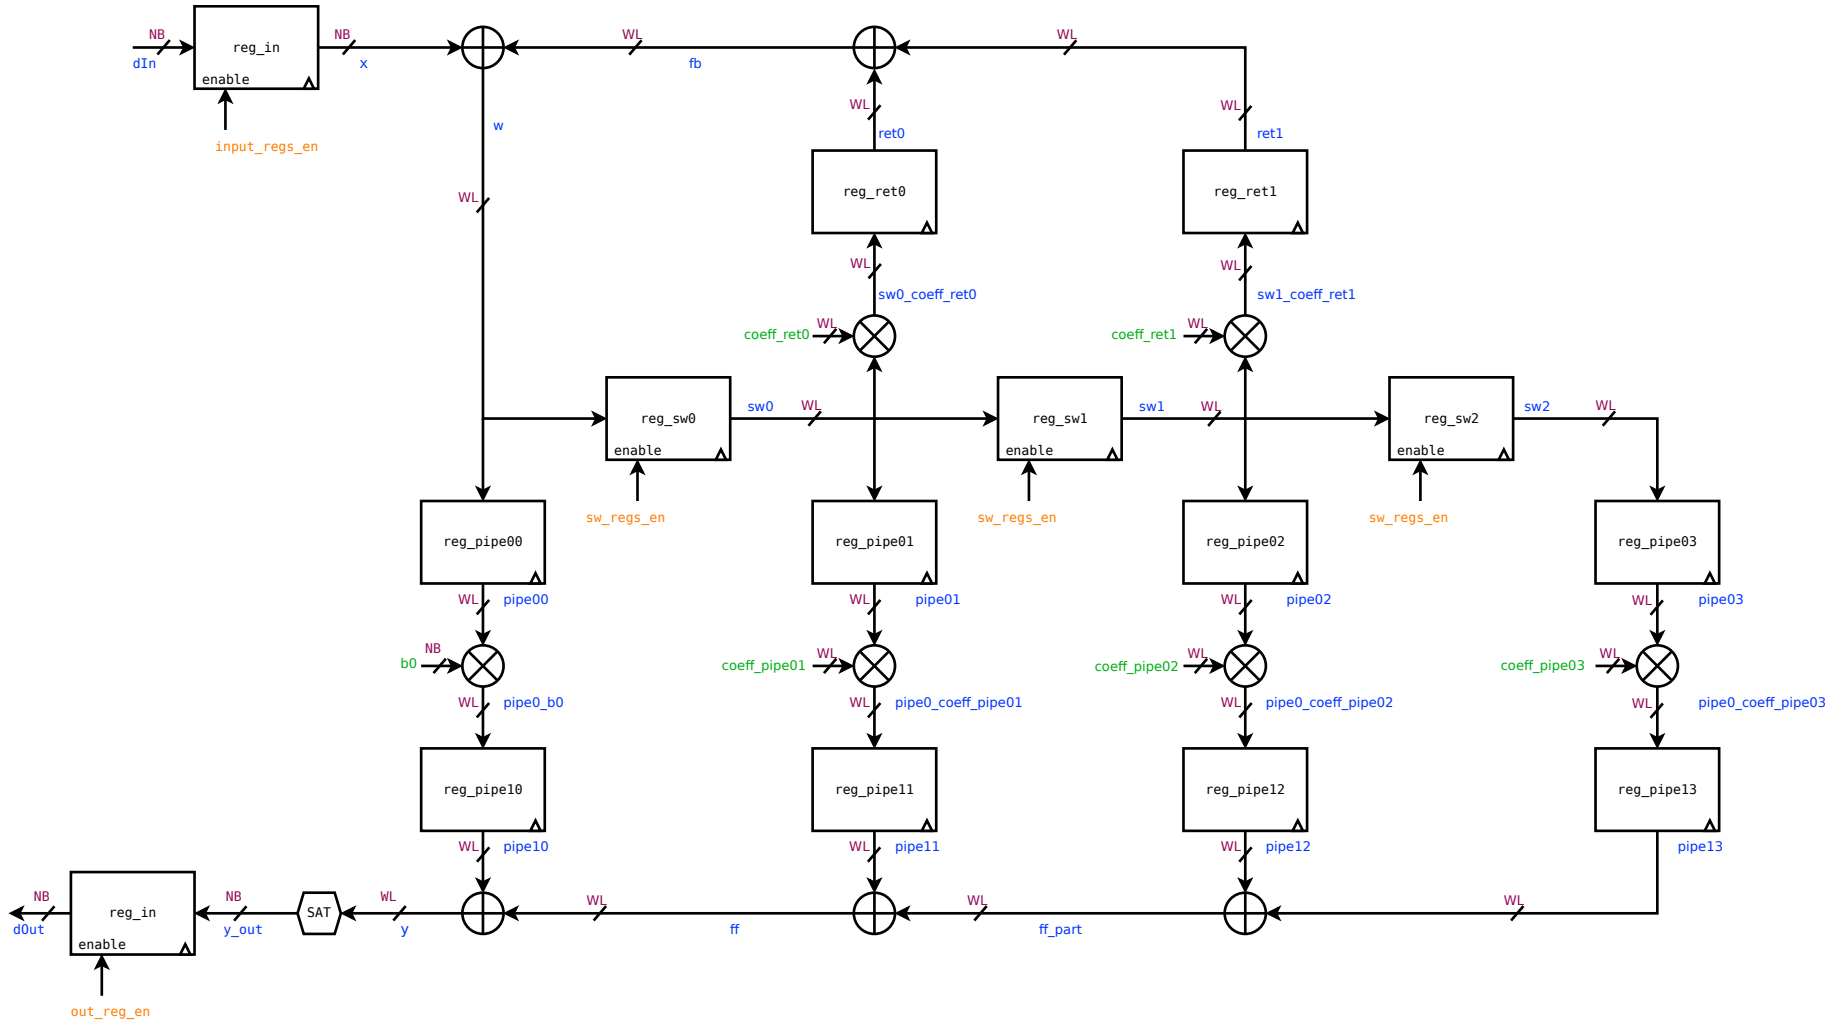 NB
dIn
reg_in
enable
input_regs_en
NB
x
WL
fb
WL
w
WL
WL
ret0
WL
ret1
reg_ret0
reg_ret1
WL
sw0_coeff_ret0
WL
sw1_coeff_ret1
coeff_ret0
WL
coeff_ret1
WL
reg_sw0
enable
sw_regs_en
sw0
WL
reg_sw1
enable
sw_regs_en
sw1
WL
reg_sw2
enable
sw_regs_en
sw2
WL
reg_pipe00
reg_pipe01
reg_pipe02
reg_pipe03
WL
pipe00
WL
pipe01
WL
pipe02
WL
pipe03
b0
NB
coeff_pipe01
WL
coeff_pipe02
WL
coeff_pipe03
WL
WL
pipe0_b0
WL
pipe0_coeff_pipe01
WL
pipe0_coeff_pipe02
WL
pipe0_coeff_pipe03
reg_pipe10
reg_pipe11
reg_pipe12
reg_pipe13
WL
pipe10
WL
pipe11
WL
pipe12
pipe13
NB
dOut
reg_in
enable
out_reg_en
NB
y_out
SAT
WL
y
WL
ff
WL
ff_part
WL